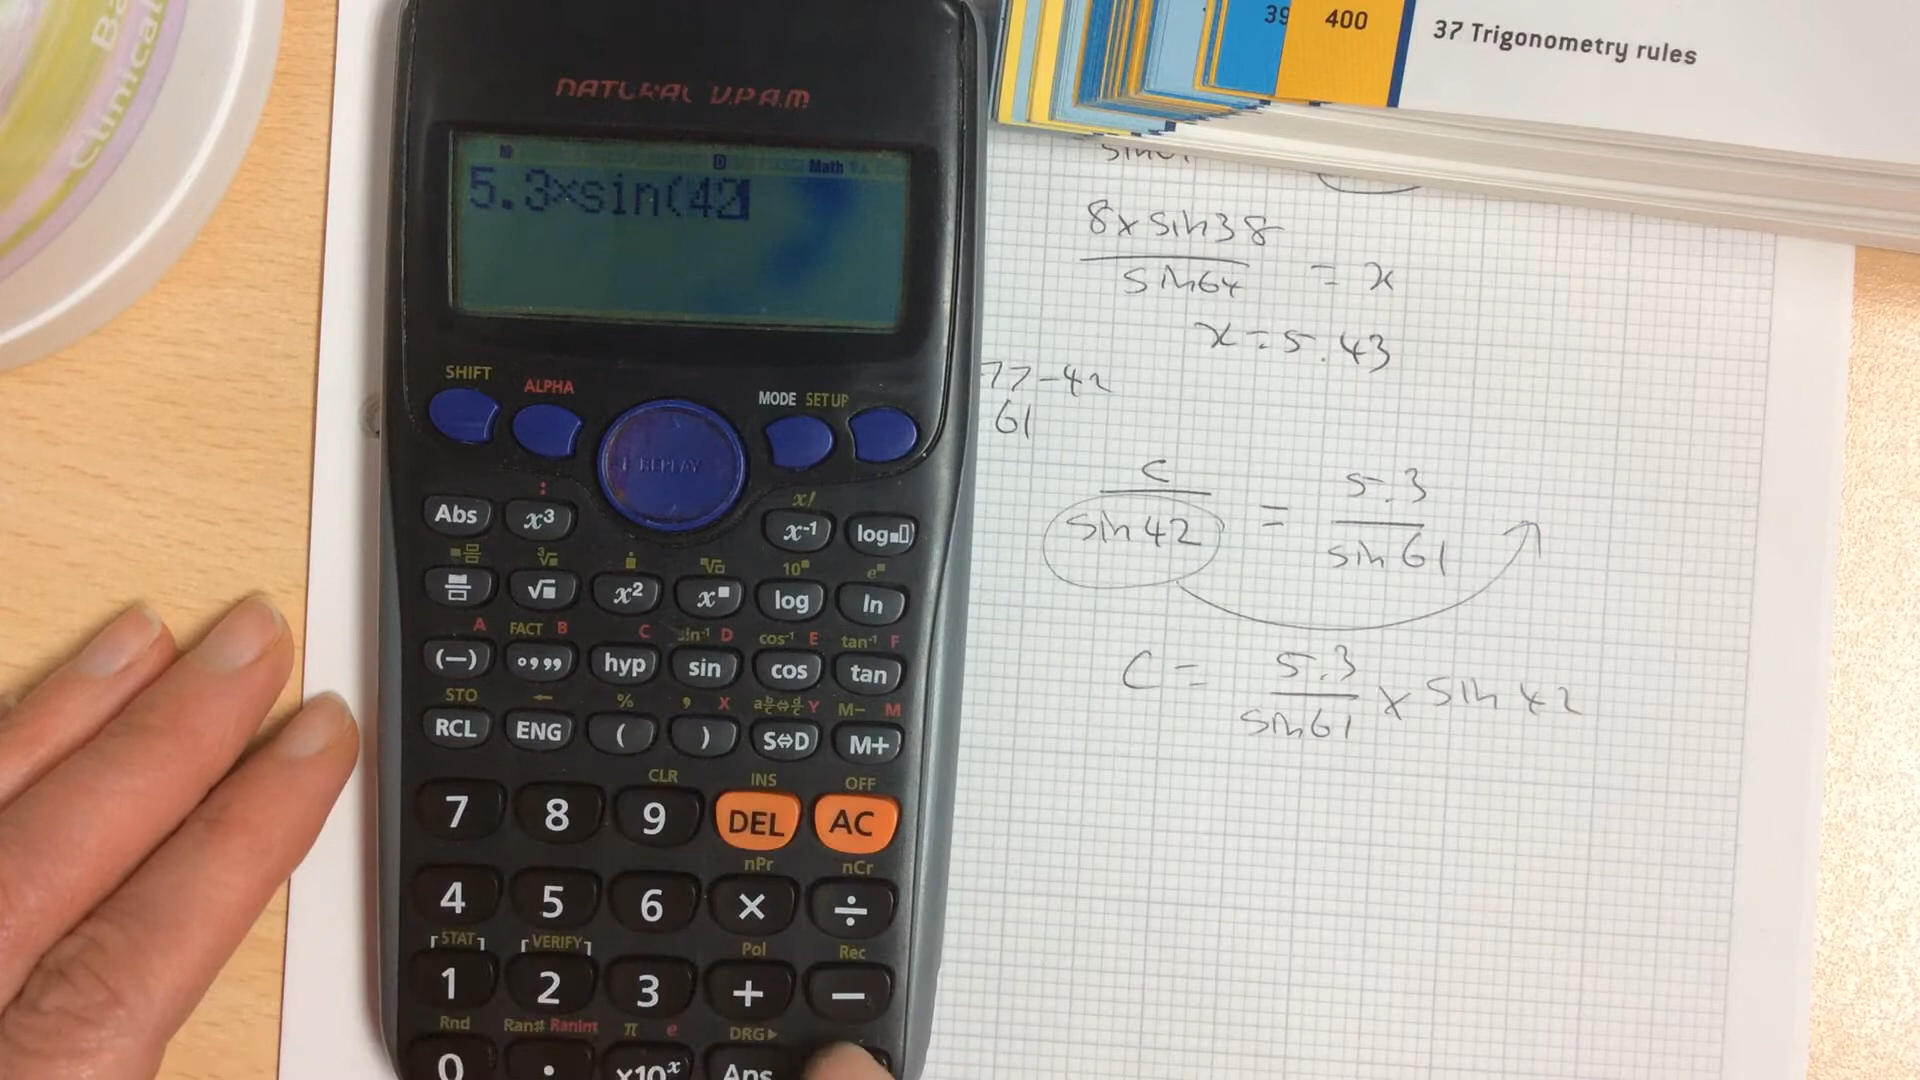 Clinical
39 400 37 Trigonometry rules
NATURAL V.P.A.M.
M D Math
5.3×sin(42
8 x sin 38
sin 64 = x
x = 5.43
77 - 42
61
c = 5.3
sin 42 sin 61
C = 5.3 x sin 42
sin 61
SHIFT ALPHA MODE SETUP
REPLAY
: x!
Abs x³ x⁻¹ log
³√ 10 e
√ x² x log ln
A FACT B C sin⁻¹ D cos⁻¹ E tan⁻¹ F
(−) °,,, hyp sin cos tan
STO ← % , X Y M− M
RCL ENG ( ) S⇔D M+
CLR INS OFF
7 8 9 DEL AC
nPr nCr
4 5 6 × ÷
STAT VERIFY Pol Rec
1 2 3 + −
Rnd Ran# RanInt π e DRG▶
0 . ×10ˣ Ans